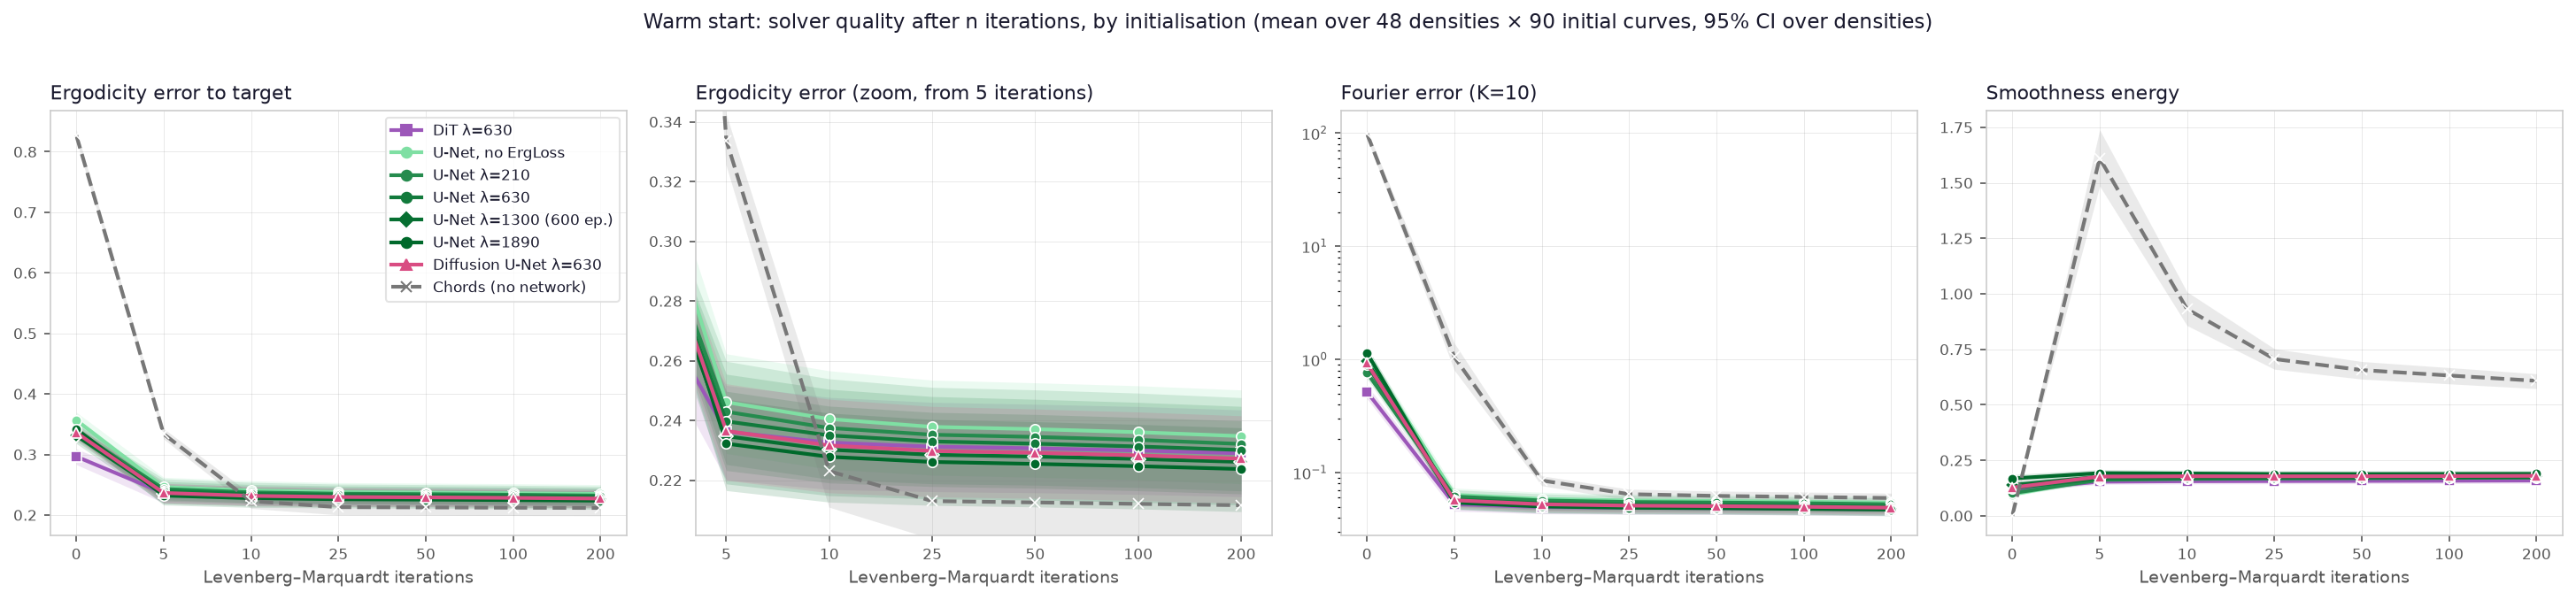 Warm start: solver quality after n iterations, by initialisation (mean over 48 densities × 90 initial curves, 95% CI over densities)
Ergodicity error to target
0.8
0.7
0.6
0.5
0.4
0.3
0.2
0 5 10 25 50 100 200
Levenberg–Marquardt iterations
DiT λ=630
U-Net, no ErgLoss
U-Net λ=210
U-Net λ=630
U-Net λ=1300 (600 ep.)
U-Net λ=1890
Diffusion U-Net λ=630
Chords (no network)
Ergodicity error (zoom, from 5 iterations)
0.34
0.32
0.30
0.28
0.26
0.24
0.22
5 10 25 50 100 200
Levenberg–Marquardt iterations
Fourier error (K=10)
10²
10¹
10⁰
10⁻¹
0 5 10 25 50 100 200
Levenberg–Marquardt iterations
Smoothness energy
1.75
1.50
1.25
1.00
0.75
0.50
0.25
0.00
0 5 10 25 50 100 200
Levenberg–Marquardt iterations